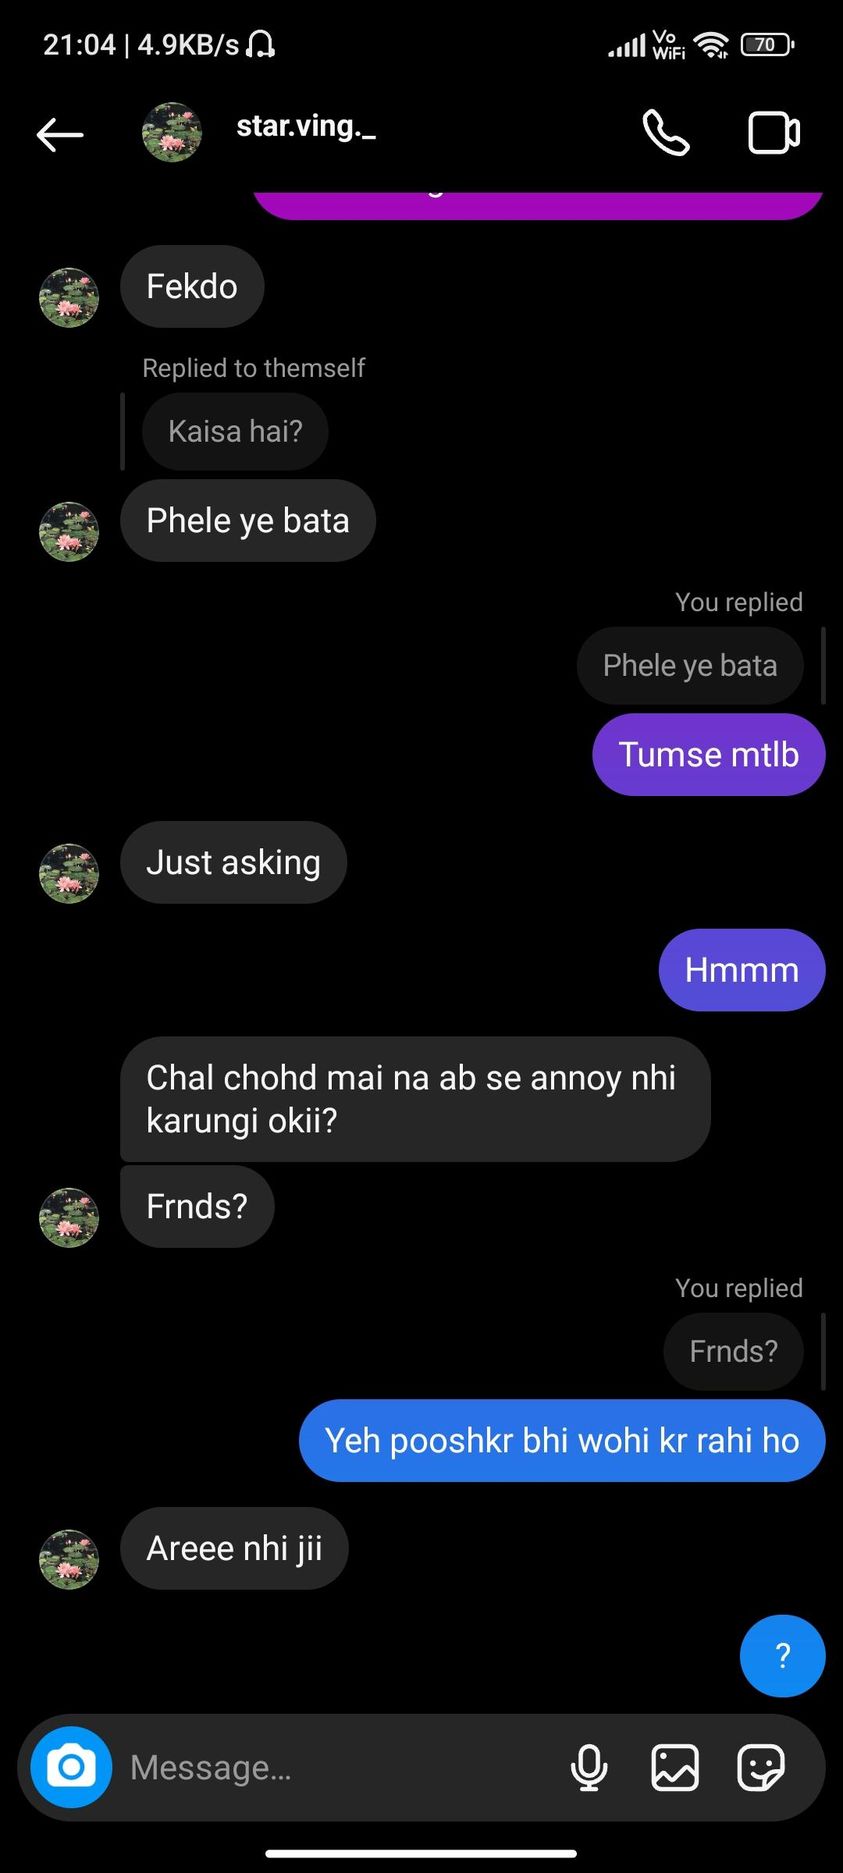 21:04 | 4.9KB/s
Vo
WiFi
70
star.ving._
Fekdo
Replied to themself
Kaisa hai?
Phele ye bata
You replied
Phele ye bata
Tumse mtlb
Just asking
Hmmm
Chal chohd mai na ab se annoy nhi
karungi okii?
Frnds?
You replied
Frnds?
Yeh pooshkr bhi wohi kr rahi ho
Areee nhi jii
?
Message...